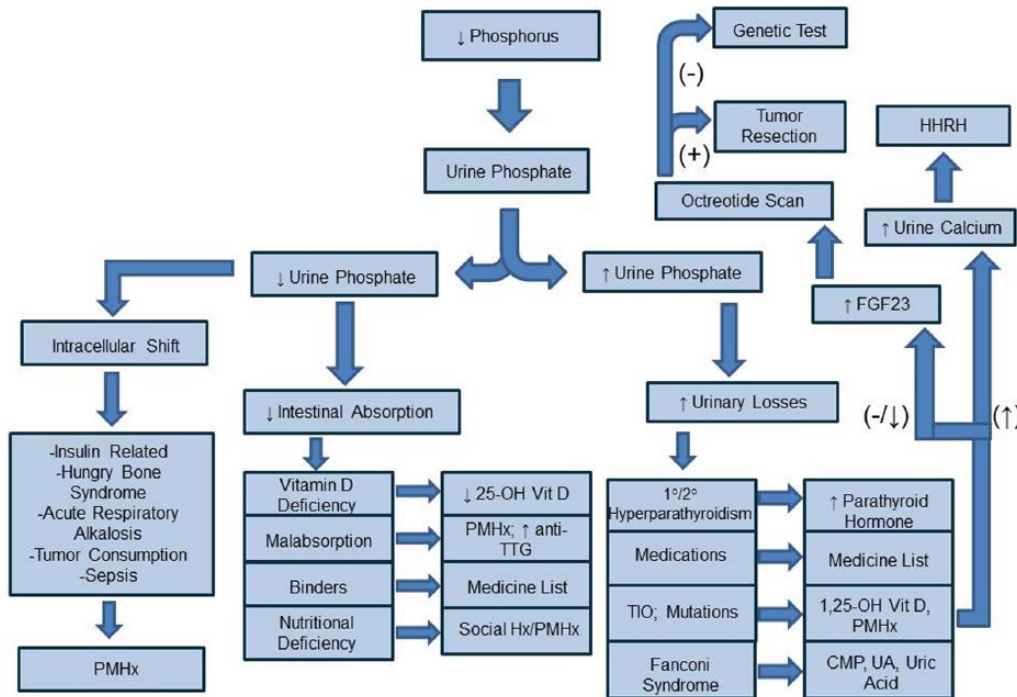 ↓ Phosphorus
Genetic Test
(-)
Tumor
Resection
(+)
HHRH
Urine Phosphate
Octreotide Scan
↑ Urine Calcium
↓ Urine Phosphate
↑ Urine Phosphate
↑ FGF23
Intracellular Shift
↓ Intestinal Absorption
↑ Urinary Losses
(-/↓)
(↑)
-Insulin Related
-Hungry Bone
Syndrome
-Acute Respiratory
Alkalosis
-Tumor Consumption
-Sepsis
PMHx
Vitamin D
Deficiency
↓ 25-OH Vit D
Malabsorption
PMHx; ↑ anti-
TTG
Binders
Medicine List
Nutritional
Deficiency
Social Hx/PMHx
1°/2°
Hyperparathyroidism
↑ Parathyroid
Hormone
Medications
Medicine List
TIO; Mutations
1,25-OH Vit D,
PMHx
Fanconi
Syndrome
CMP, UA, Uric
Acid